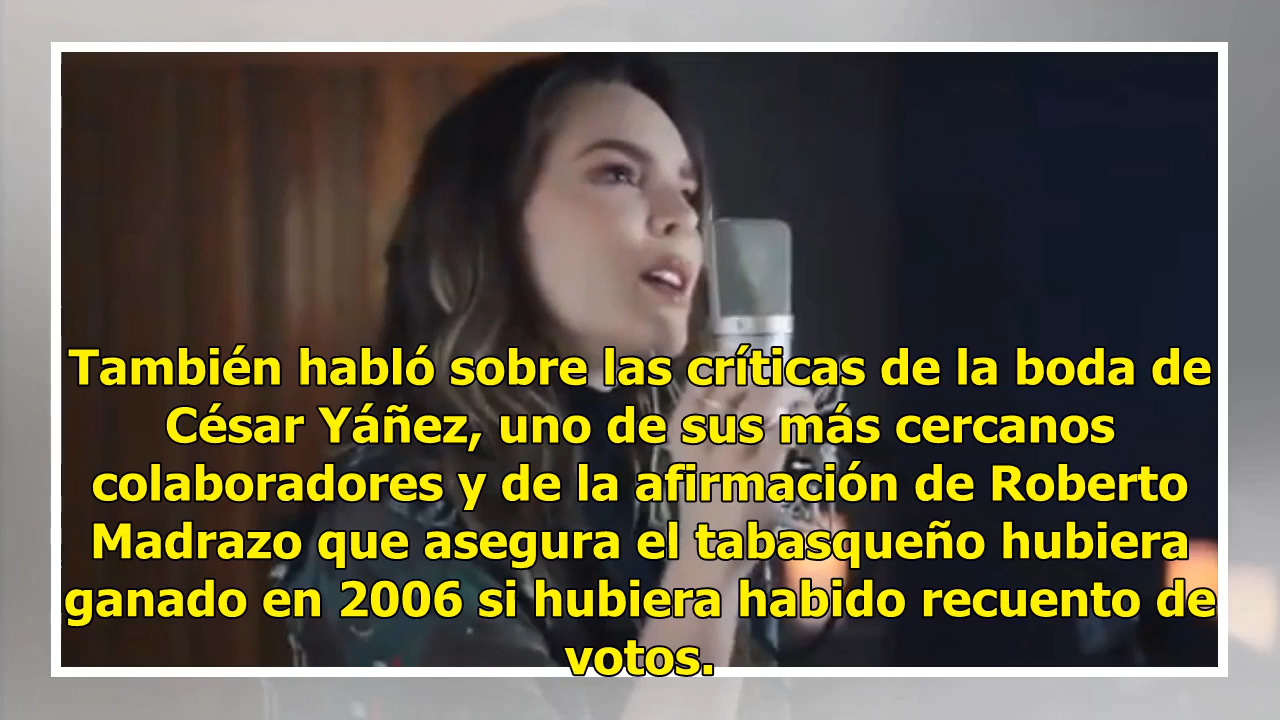 También habló sobre las críticas de la boda de
César Yáñez, uno de sus más cercanos
colaboradores y de la afirmación de Roberto
Madrazo que asegura el tabasqueño hubiera
ganado en 2006 si hubiera habido recuento de
votos.